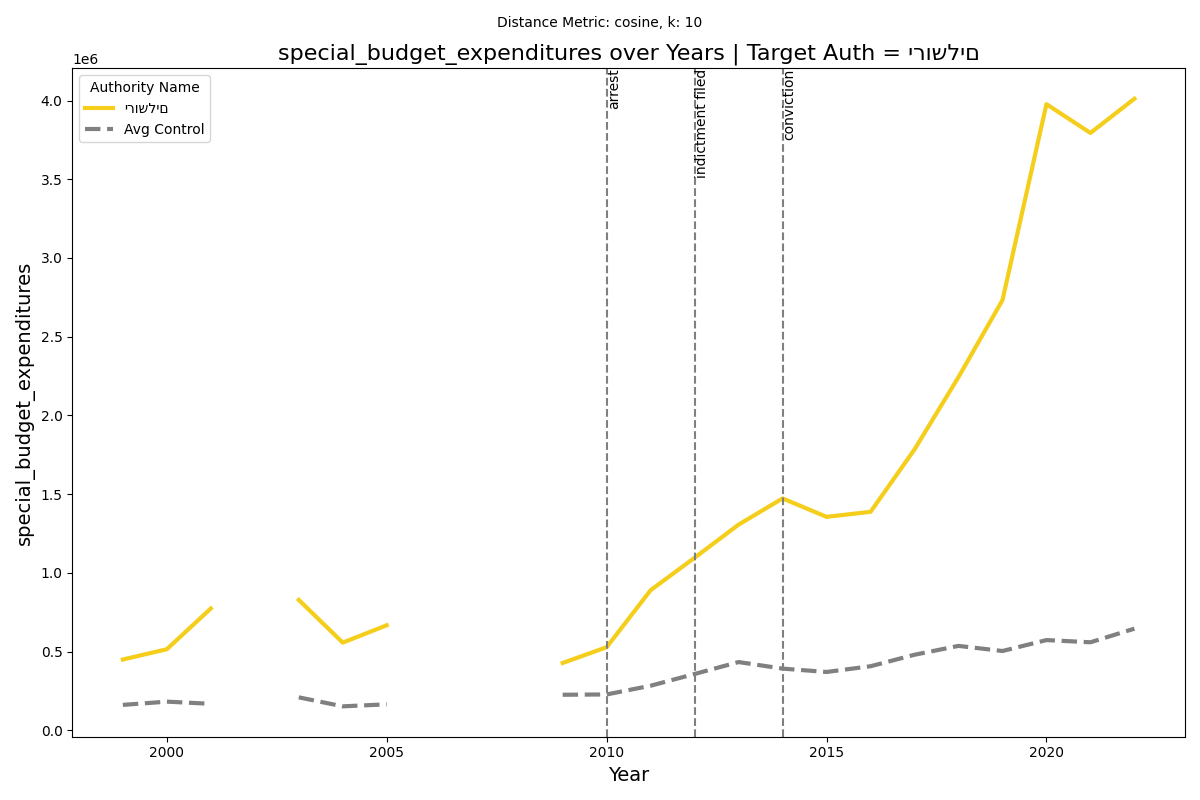 Distance Metric: cosine, k: 10
special_budget_expenditures over Years | Target Auth = ירושלים
1e6
Authority Name
ירושלים
Avg Control
arrest
indictment filed
conviction
4.0
3.5
3.0
2.5
2.0
1.5
1.0
0.5
0.0
special_budget_expenditures
2000
2005
2010
2015
2020
Year